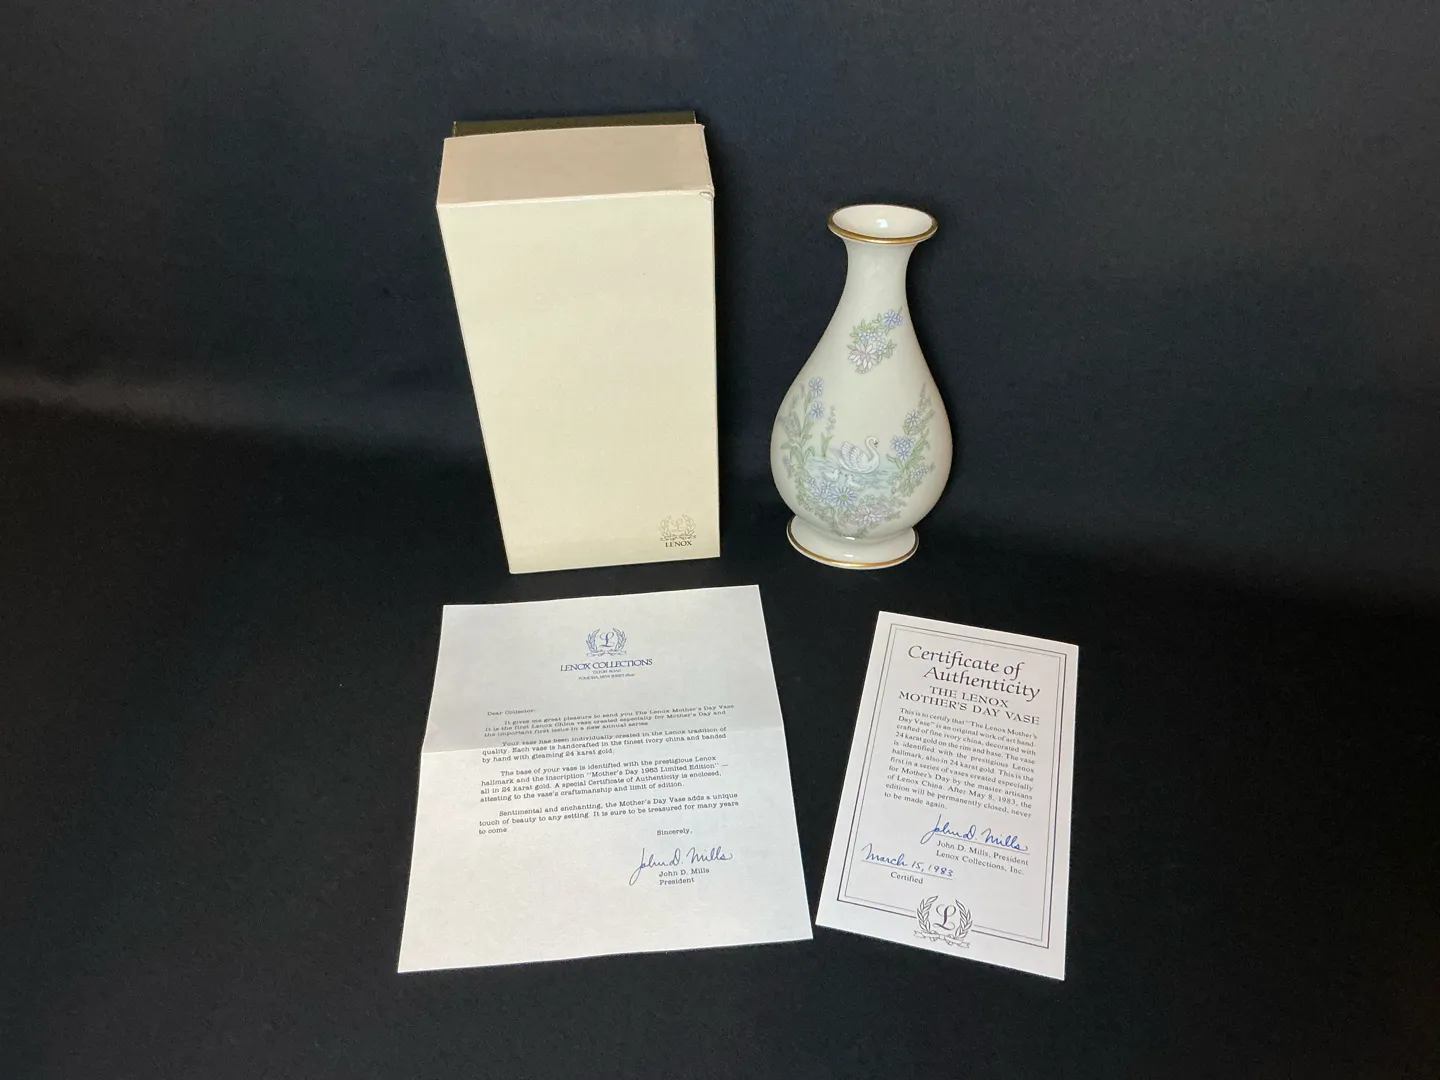 LENOX
L
LENOX COLLECTIONS
TILTON ROAD
POMONA, NEW JERSEY
Dear Collector:
It gives me great pleasure to send you The Lenox Mother's Day Vase.
It is the first Lenox China vase created especially for Mother's Day and
the important first issue in a new annual series.
Your vase has been individually created in the Lenox tradition of
quality. Each vase is handcrafted in the finest ivory china and banded
by hand with gleaming 24 karat gold.
The base of your vase is identified with the prestigious Lenox
hallmark and the inscription "Mother's Day 1983 Limited Edition" —
all in 24 karat gold. A special Certificate of Authenticity is enclosed,
attesting to the vase's craftsmanship and limit of edition.
Sentimental and enchanting, the Mother's Day Vase adds a unique
touch of beauty to any setting. It is sure to be treasured for many years
to come.
Sincerely,
John D. Mills
John D. Mills
President
Certificate of
Authenticity
THE LENOX
MOTHER'S DAY VASE
This is to certify that "The Lenox Mother's
Day Vase" is an original work of art hand-
crafted of fine ivory china, decorated with
24 karat gold on the rim and base. The vase
is identified with the prestigious Lenox
hallmark, also in 24 karat gold. This is the
first in a series of vases created especially
for Mother's Day by the master artisans
of Lenox China. After May 8, 1983, the
edition will be permanently closed, never
to be made again.
John D. Mills
John D. Mills, President
Lenox Collections, Inc.
March 15, 1983
Certified
L